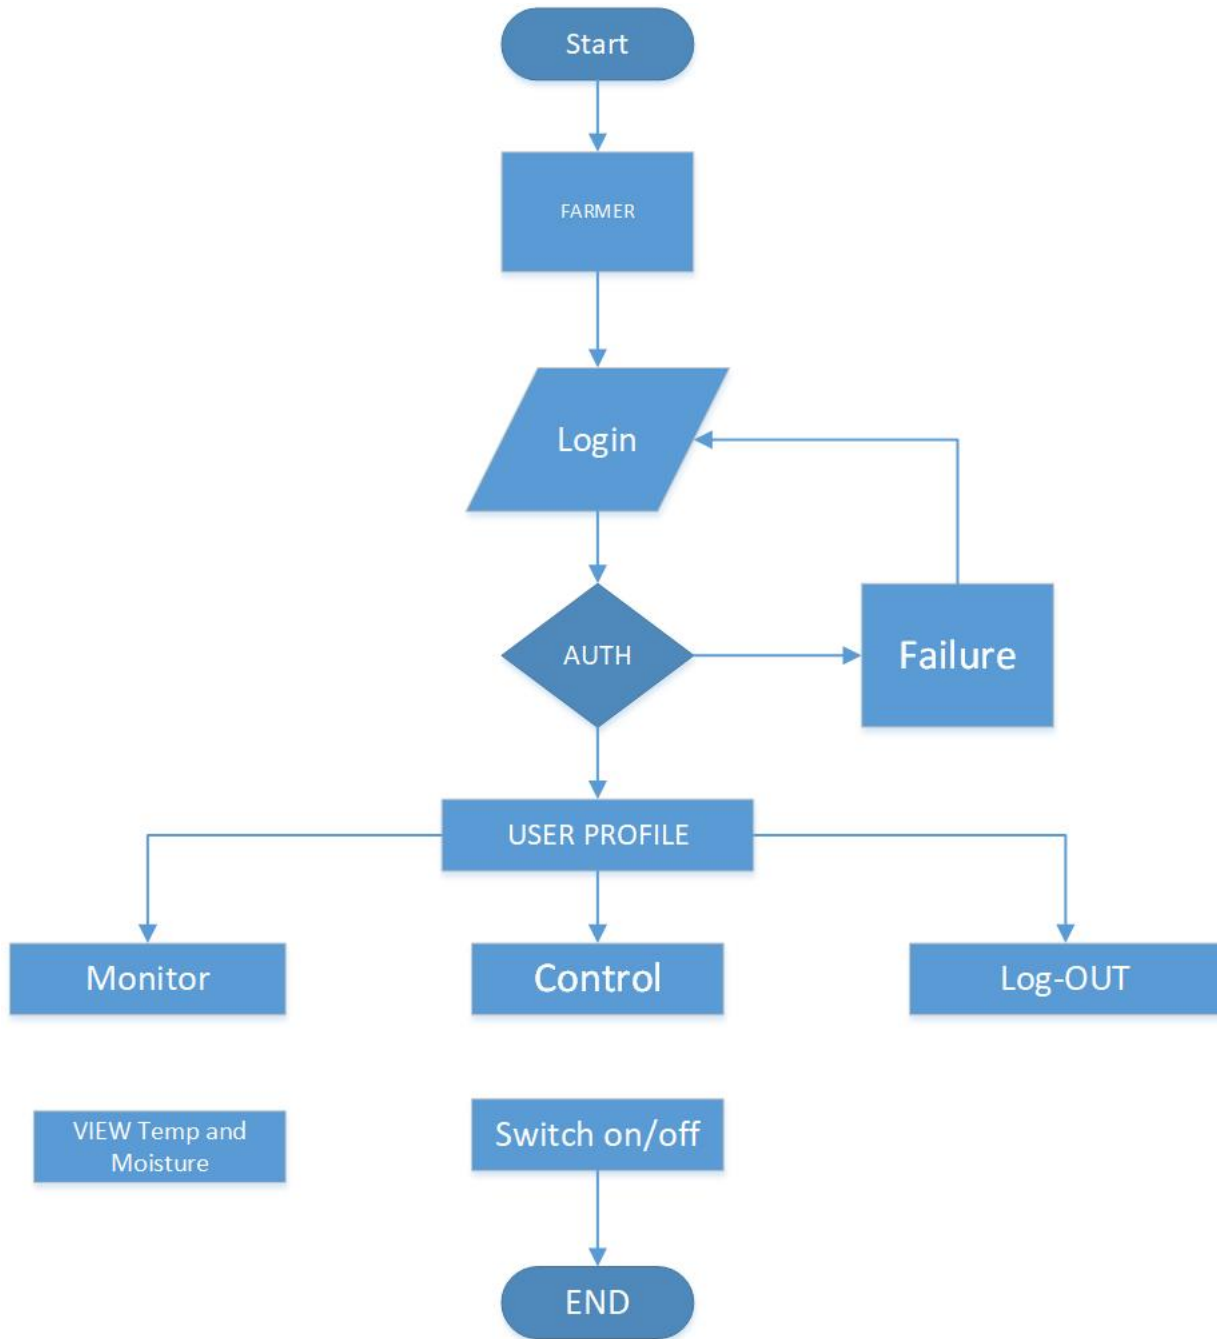 Start
FARMER
Login
AUTH
Failure
USER PROFILE
Monitor
Control
Log-OUT
VIEW Temp and
Moisture
Switch on/off
END